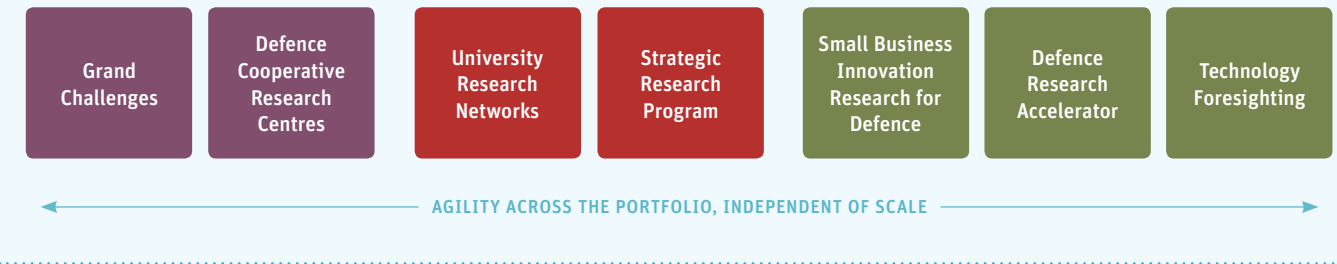 Grand
Challenges
Defence
Cooperative
Research
Centres
University
Research
Networks
Strategic
Research
Program
Small Business
Innovation
Research for
Defence
Defence
Research
Accelerator
Technology
Foresighting
AGILITY ACROSS THE PORTFOLIO, INDEPENDENT OF SCALE